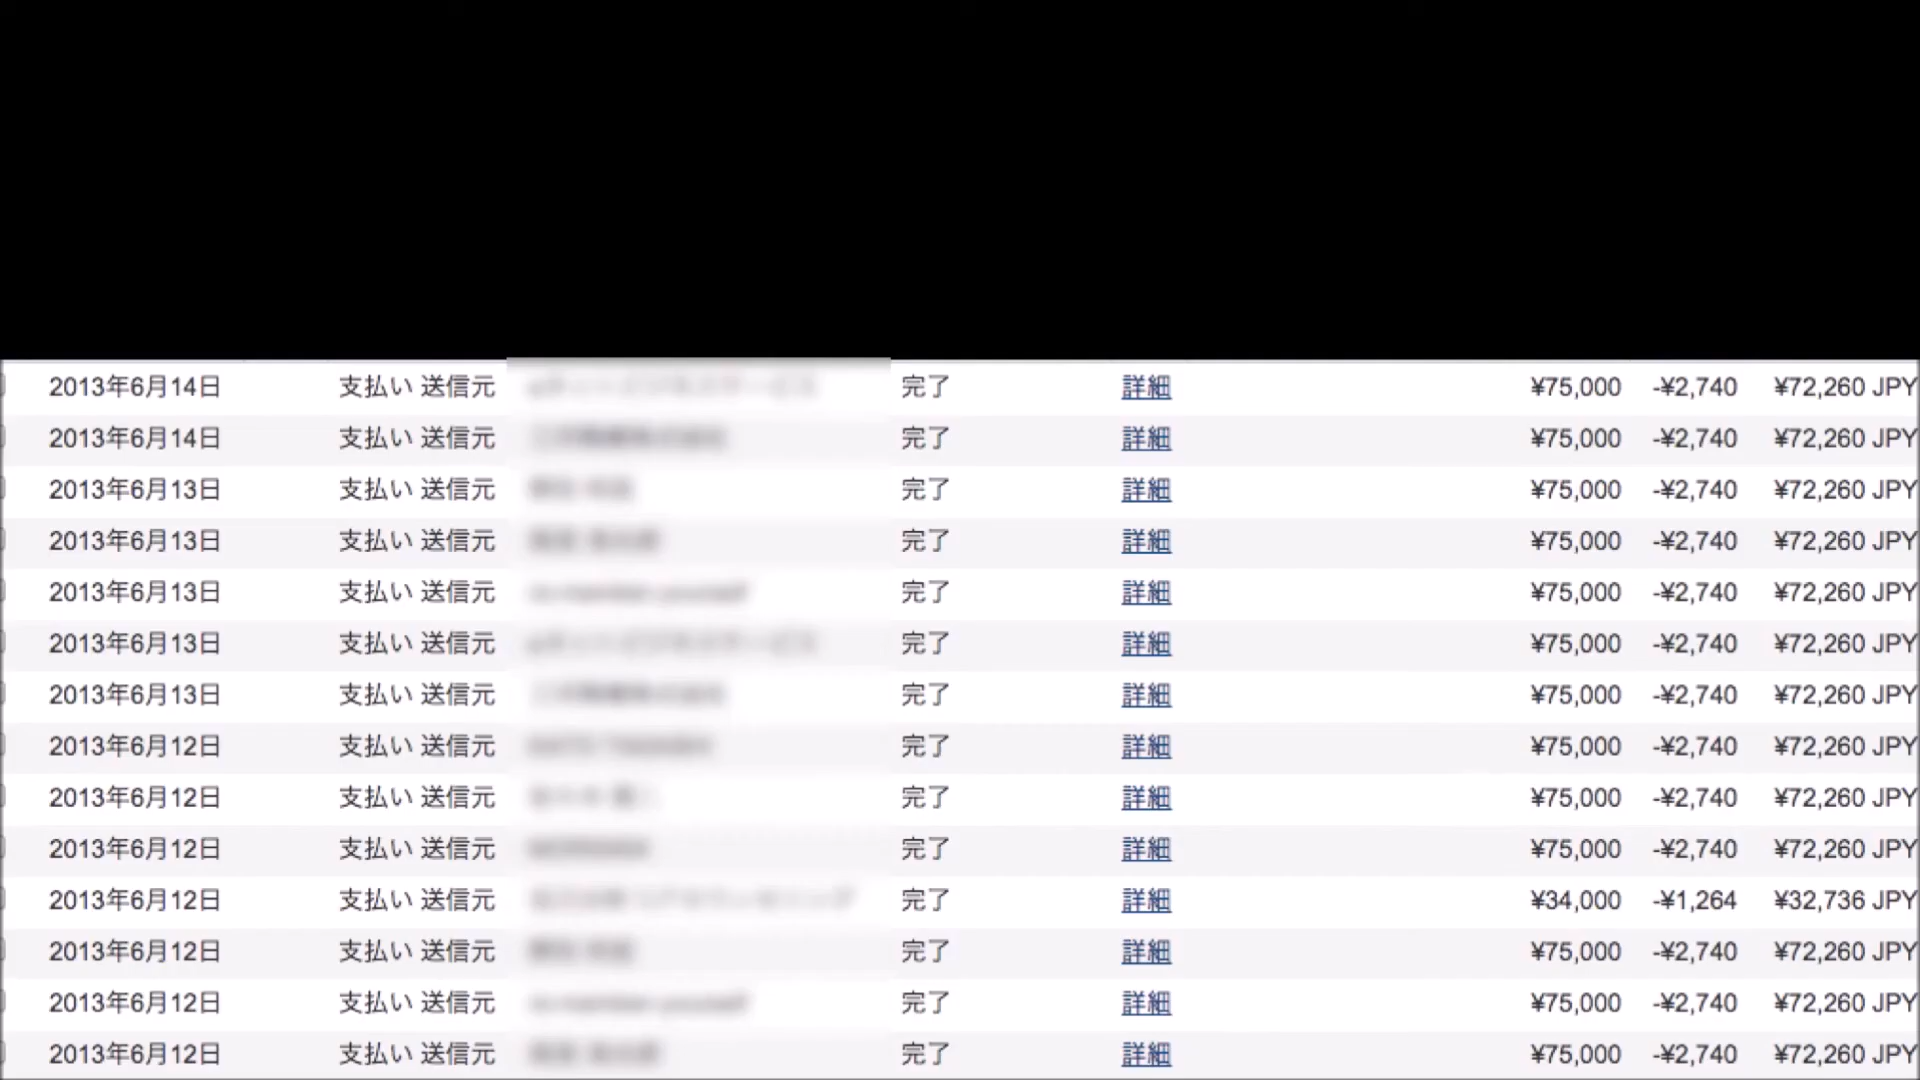 2013年6月14日 支払い 送信元 完了 詳細 ¥75,000 -¥2,740 ¥72,260 JPY
2013年6月14日 支払い 送信元 完了 詳細 ¥75,000 -¥2,740 ¥72,260 JPY
2013年6月13日 支払い 送信元 完了 詳細 ¥75,000 -¥2,740 ¥72,260 JPY
2013年6月13日 支払い 送信元 完了 詳細 ¥75,000 -¥2,740 ¥72,260 JPY
2013年6月13日 支払い 送信元 完了 詳細 ¥75,000 -¥2,740 ¥72,260 JPY
2013年6月13日 支払い 送信元 完了 詳細 ¥75,000 -¥2,740 ¥72,260 JPY
2013年6月13日 支払い 送信元 完了 詳細 ¥75,000 -¥2,740 ¥72,260 JPY
2013年6月12日 支払い 送信元 完了 詳細 ¥75,000 -¥2,740 ¥72,260 JPY
2013年6月12日 支払い 送信元 完了 詳細 ¥75,000 -¥2,740 ¥72,260 JPY
2013年6月12日 支払い 送信元 完了 詳細 ¥75,000 -¥2,740 ¥72,260 JPY
2013年6月12日 支払い 送信元 完了 詳細 ¥34,000 -¥1,264 ¥32,736 JPY
2013年6月12日 支払い 送信元 完了 詳細 ¥75,000 -¥2,740 ¥72,260 JPY
2013年6月12日 支払い 送信元 完了 詳細 ¥75,000 -¥2,740 ¥72,260 JPY
2013年6月12日 支払い 送信元 完了 詳細 ¥75,000 -¥2,740 ¥72,260 JPY